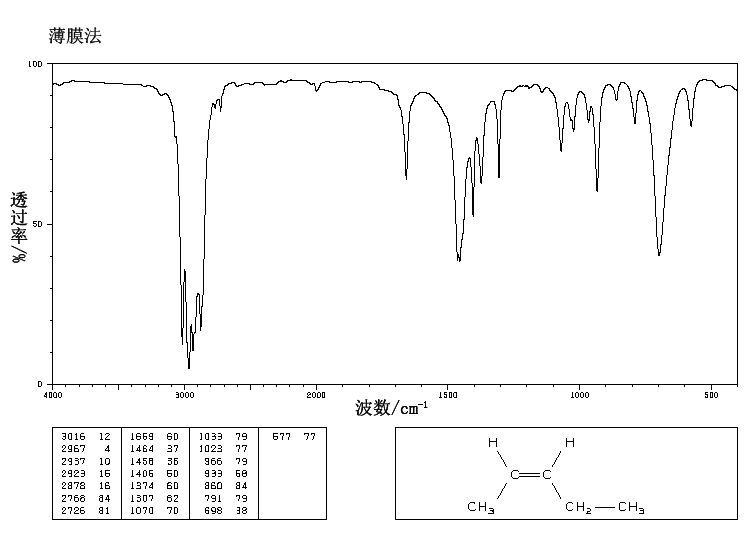 薄膜法
100
50
0
透过率/%
4000 3000 2000 1500 1000 500
波数/cm⁻¹
3016 12 1659 60 1033 79 577 77
2967 4 1464 37 1023 77
2937 10 1458 36 966 79
2923 15 1406 50 933 58
2878 16 1374 60 860 84
2766 84 1307 62 791 79
2726 81 1070 70 698 38
H H
C=C
CH₃ CH₂—CH₃